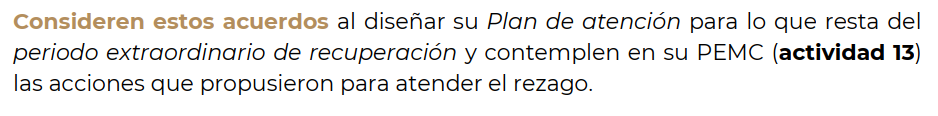 Consideren estos acuerdos al diseñar su Plan de atención para lo que resta del
periodo extraordinario de recuperación y contemplen en su PEMC (actividad 13)
las acciones que propusieron para atender el rezago.